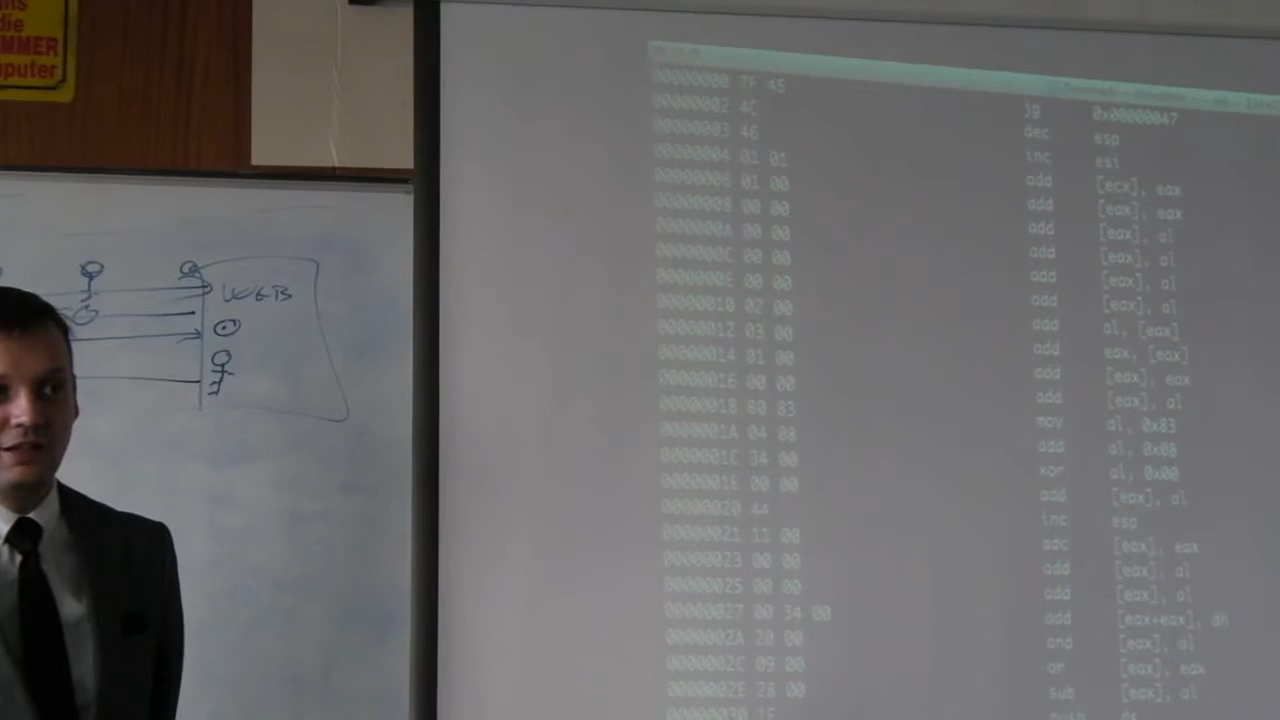 die
MMER
puter
WEB
00000000 7F 45 jg 0x00000047
00000002 4C dec esp
00000003 46 inc esi
00000004 01 01 add [ecx], eax
00000006 01 00 add [eax], eax
00000008 00 00 add [eax], al
0000000A 00 00 add [eax], al
0000000C 00 00 add [eax], al
0000000E 00 00 add [eax], al
00000010 02 00 add al, [eax]
00000012 03 00 add eax, [eax]
00000014 01 00 add [eax], eax
00000016 00 00 add [eax], al
00000018 80 83 mov al, 0x83
0000001A 04 08 add al, 0x08
0000001C 34 00 xor al, 0x00
0000001E 00 00 add [eax], al
00000020 44 inc esp
00000021 11 00 adc [eax], eax
00000023 00 00 add [eax], al
00000025 00 00 add [eax], al
00000027 00 34 00 add [eax+eax], dh
0000002A 20 00 and [eax], al
0000002C 09 00 or [eax], eax
0000002E 28 00 sub [eax], al
00000030 1F